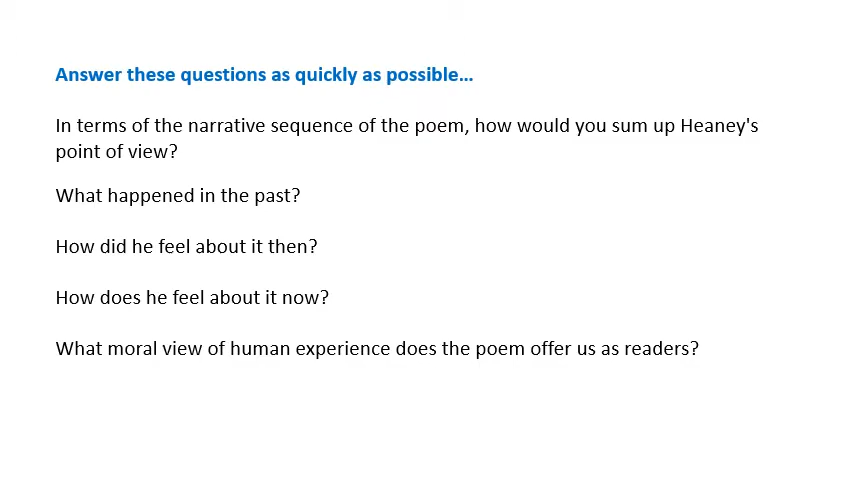 Answer these questions as quickly as possible…
In terms of the narrative sequence of the poem, how would you sum up Heaney's
point of view?
What happened in the past?
How did he feel about it then?
How does he feel about it now?
What moral view of human experience does the poem offer us as readers?